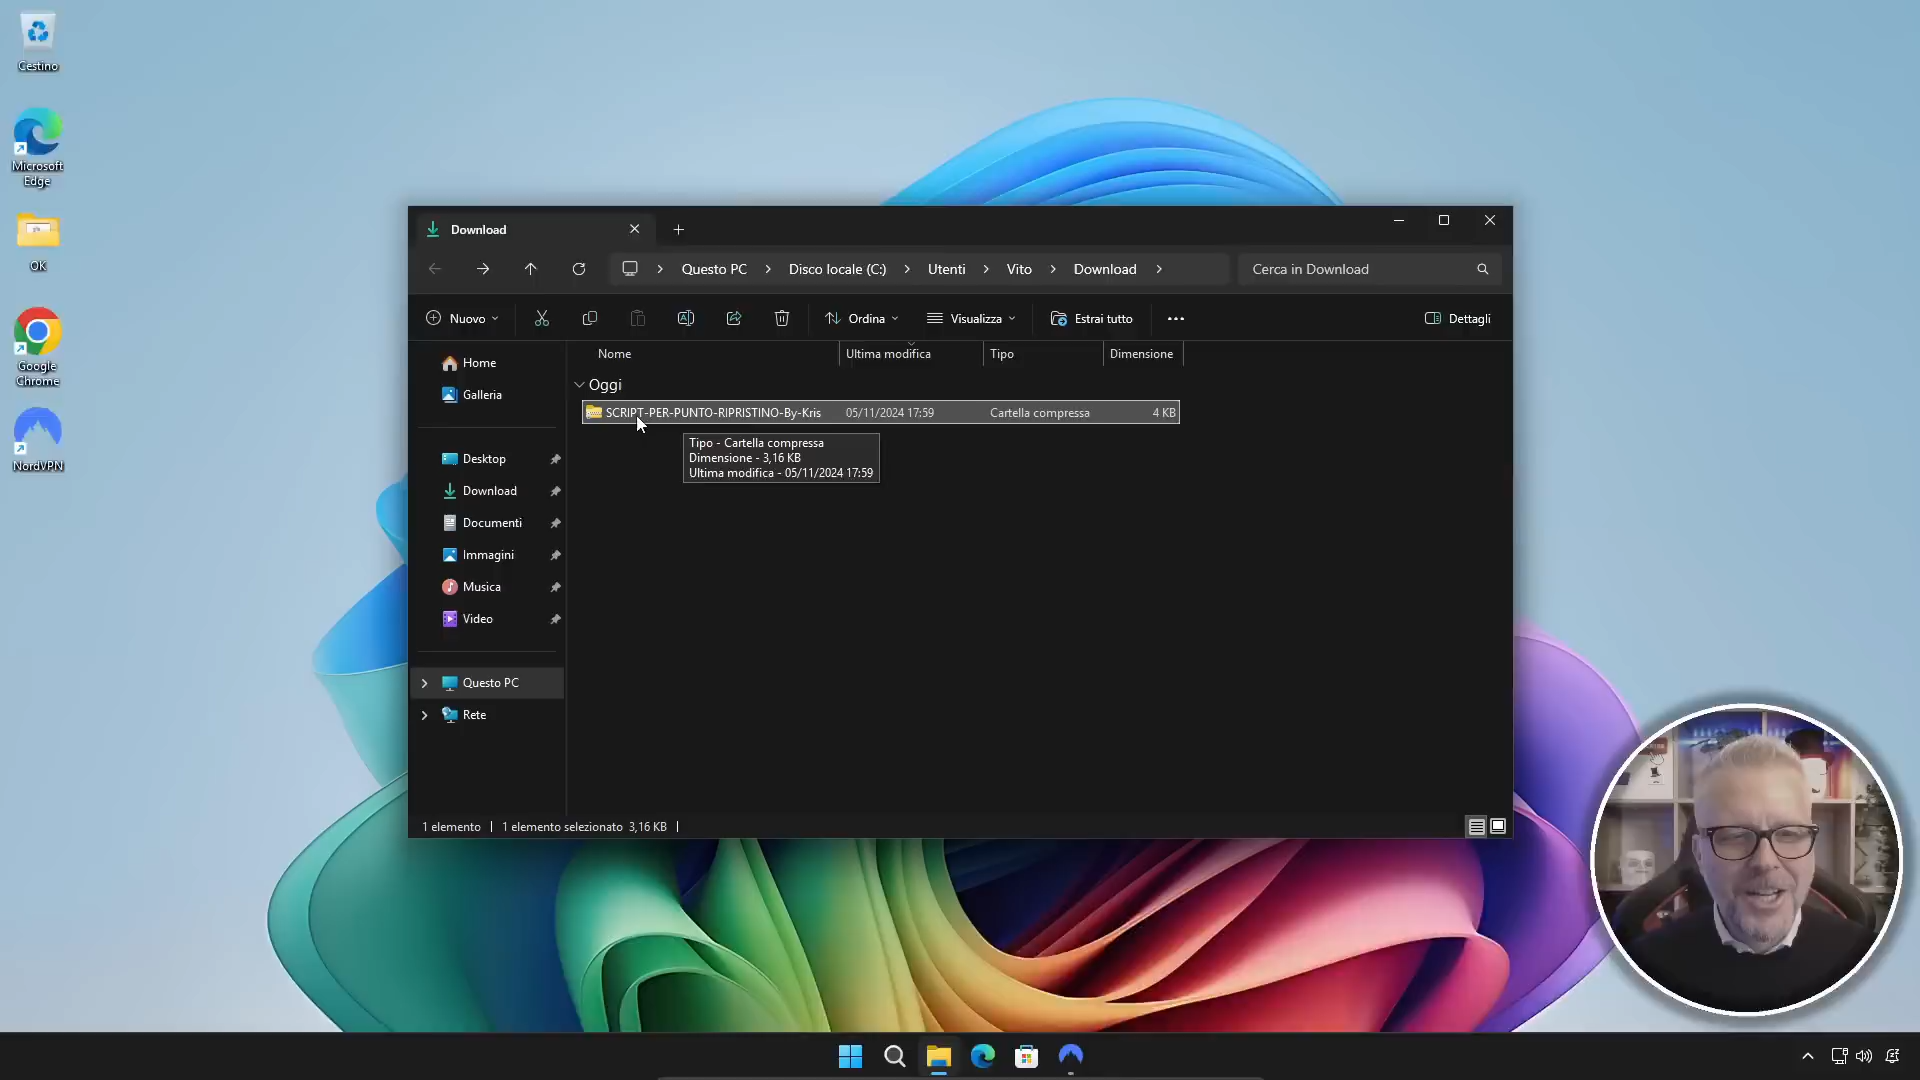 Cestino
Microsoft
Edge
OK
Google
Chrome
NordVPN
Download
Questo PC
Disco locale (C:)
Utenti
Vito
Download
Cerca in Download
Nuovo
Ordina
Visualizza
Estrai tutto
Dettagli
Home
Galleria
Desktop
Download
Documenti
Immagini
Musica
Video
Questo PC
Rete
Nome
Ultima modifica
Tipo
Dimensione
Oggi
SCRIPT-PER-PUNTO-RIPRISTINO-By-Kris
05/11/2024 17:59
Cartella compressa
4 KB
Tipo - Cartella compressa
Dimensione - 3,16 KB
Ultima modifica - 05/11/2024 17:59
1 elemento
1 elemento selezionato 3,16 KB